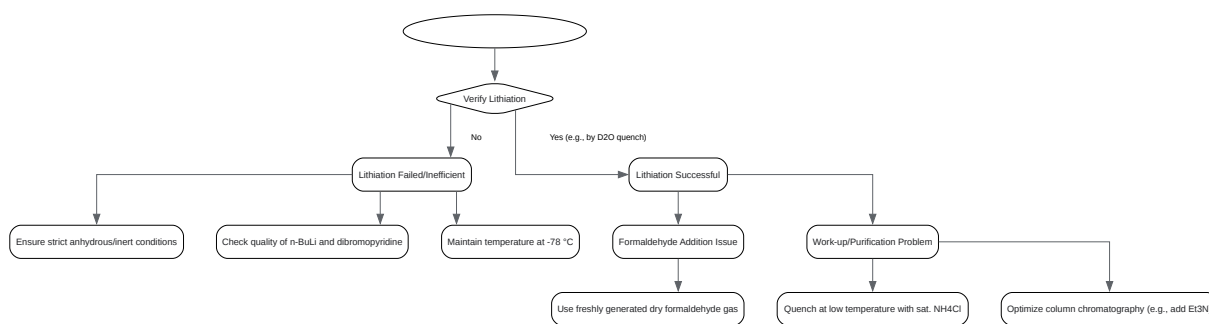 Verify Lithiation
No
Yes (e.g., by D2O quench)
Lithiation Failed/Inefficient
Lithiation Successful
Ensure strict anhydrous/inert conditions
Check quality of n-BuLi and dibromopyridine
Maintain temperature at -78 °C
Formaldehyde Addition Issue
Work-up/Purification Problem
Use freshly generated dry formaldehyde gas
Quench at low temperature with sat. NH4Cl
Optimize column chromatography (e.g., add Et3N